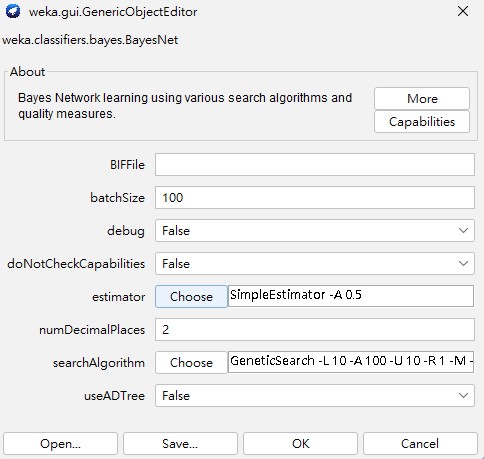 weka.gui.GenericObjectEditor
weka.classifiers.bayes.BayesNet
About
Bayes Network learning using various search algorithms and
quality measures.
More
Capabilities
BIFFile
batchSize 100
debug False
doNotCheckCapabilities False
estimator Choose SimpleEstimator -A 0.5
numDecimalPlaces 2
searchAlgorithm Choose GeneticSearch -L 10 -A 100 -U 10 -R 1 -M -
useADTree False
Open... Save... OK Cancel